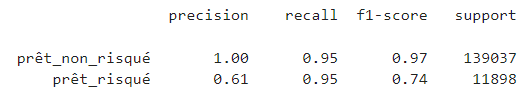 precision recall f1-score support
prêt_non_risqué 1.00 0.95 0.97 139037
prêt_risqué 0.61 0.95 0.74 11898